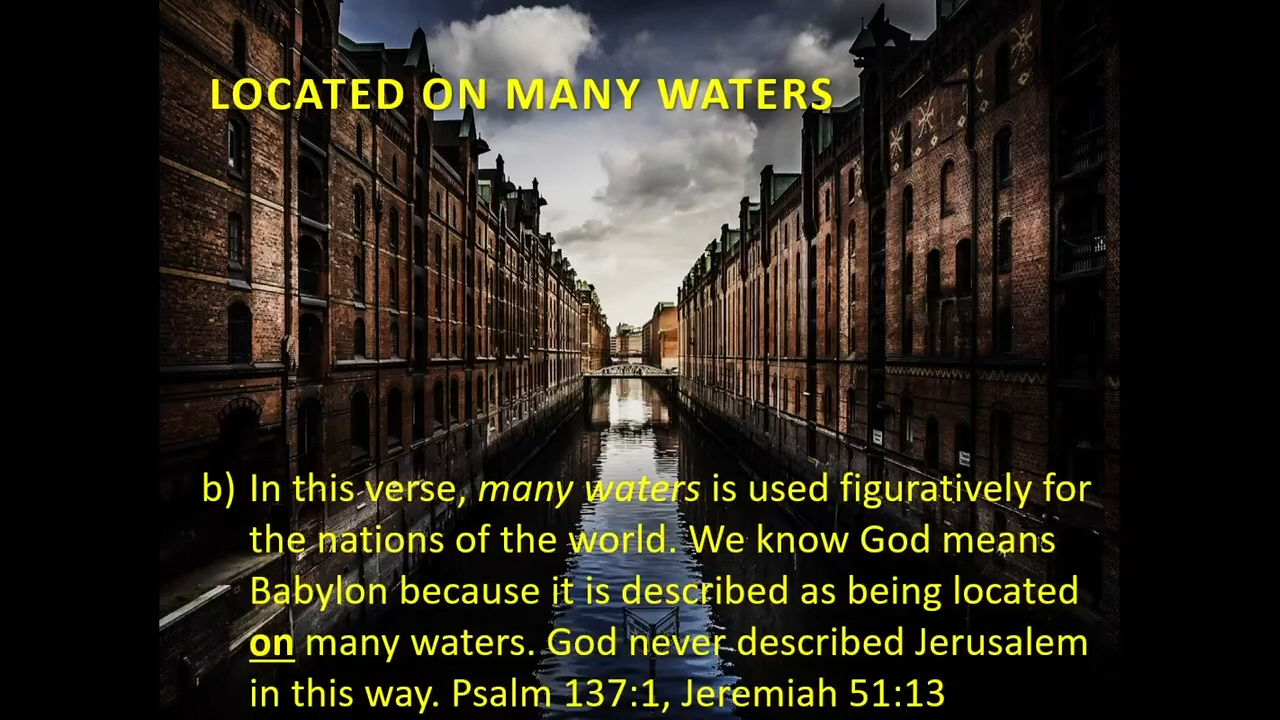 LOCATED ON MANY WATERS
b) In this verse, many waters is used figuratively for
the nations of the world. We know God means
Babylon because it is described as being located
on many waters. God never described Jerusalem
in this way. Psalm 137:1, Jeremiah 51:13